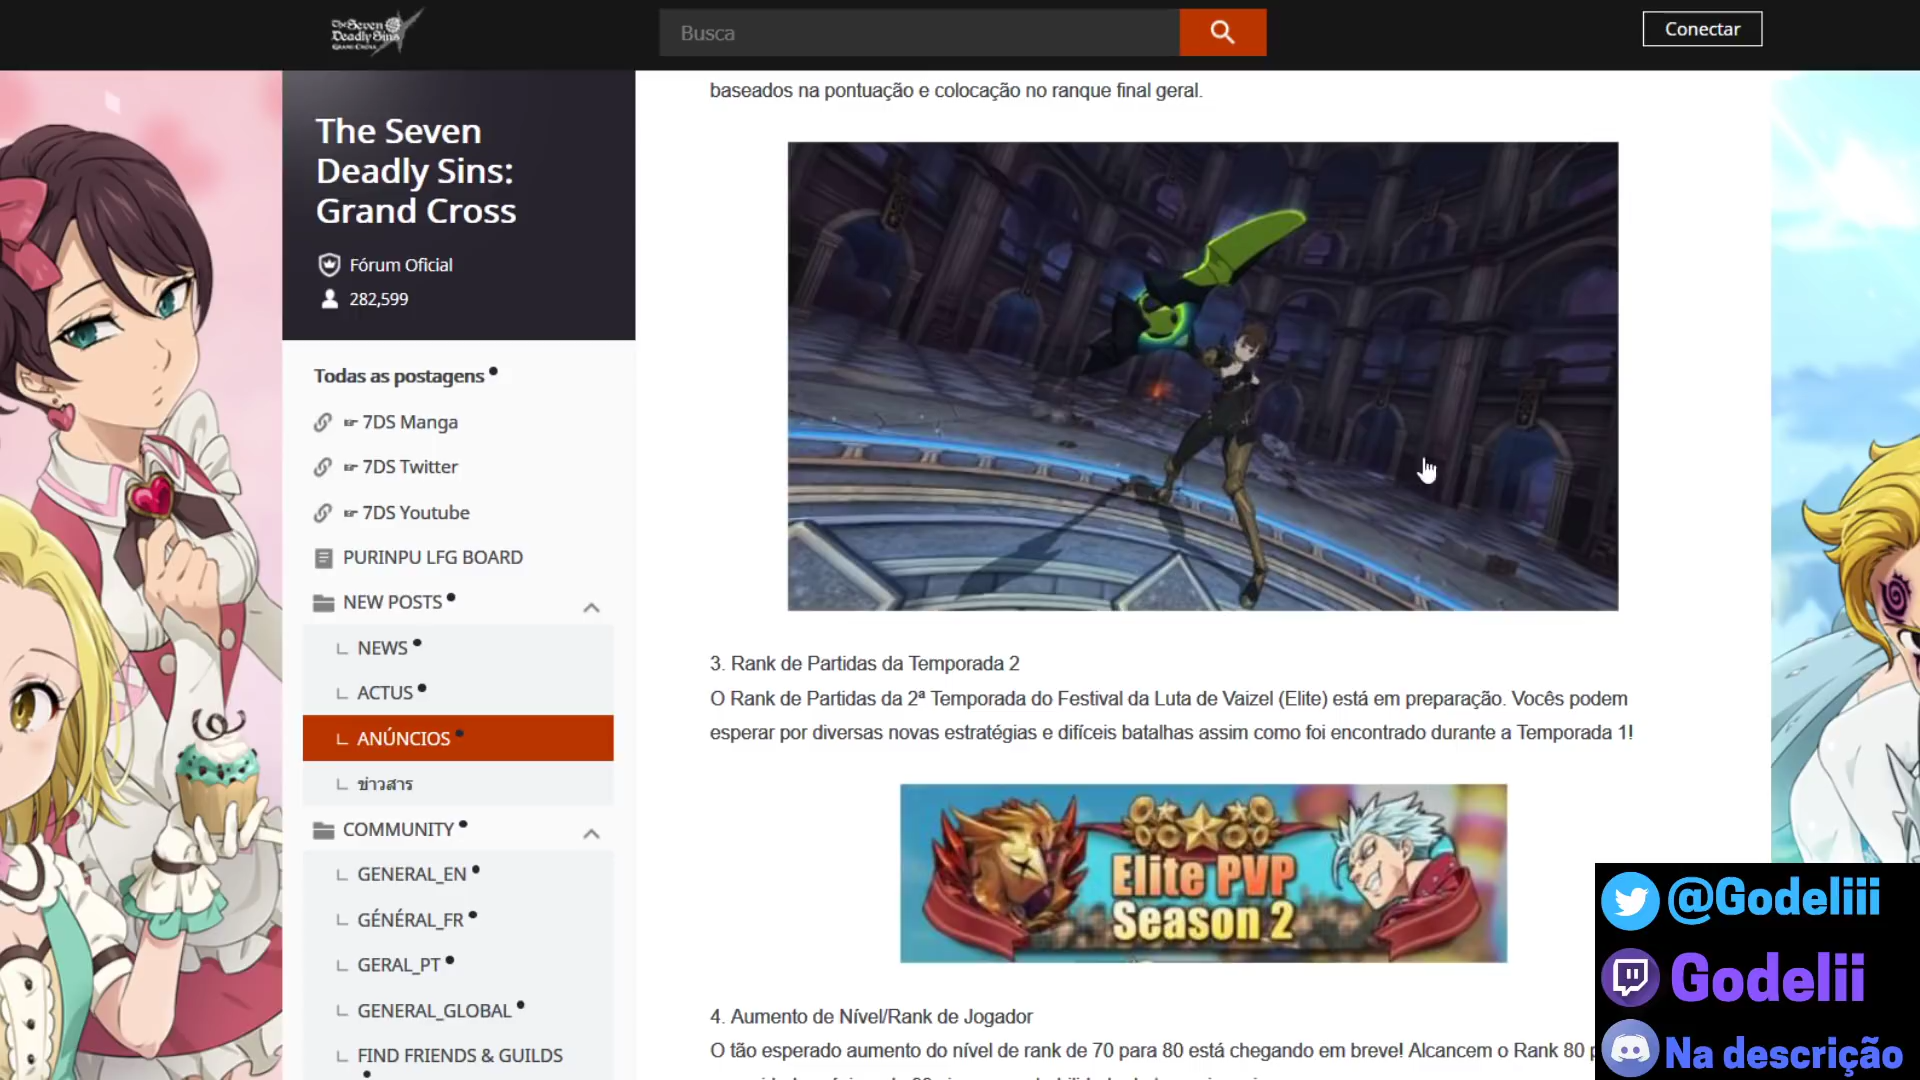 The Seven
Deadly Sins
GRAND CROSS
Busca
Conectar
The Seven
Deadly Sins:
Grand Cross
Fórum Oficial
282,599
Todas as postagens
7DS Manga
7DS Twitter
7DS Youtube
PURINPU LFG BOARD
NEW POSTS
NEWS
ACTUS
ANÚNCIOS
ข่าวสาร
COMMUNITY
GENERAL_EN
GÉNÉRAL_FR
GERAL_PT
GENERAL_GLOBAL
FIND FRIENDS & GUILDS
baseados na pontuação e colocação no ranque final geral.
3. Rank de Partidas da Temporada 2
O Rank de Partidas da 2ª Temporada do Festival da Luta de Vaizel (Elite) está em preparação. Vocês podem
esperar por diversas novas estratégias e difíceis batalhas assim como foi encontrado durante a Temporada 1!
Elite PVP
Season 2
4. Aumento de Nível/Rank de Jogador
O tão esperado aumento do nível de rank de 70 para 80 está chegando em breve! Alcancem o Rank 80
@Godeliii
Godelii
Na descrição